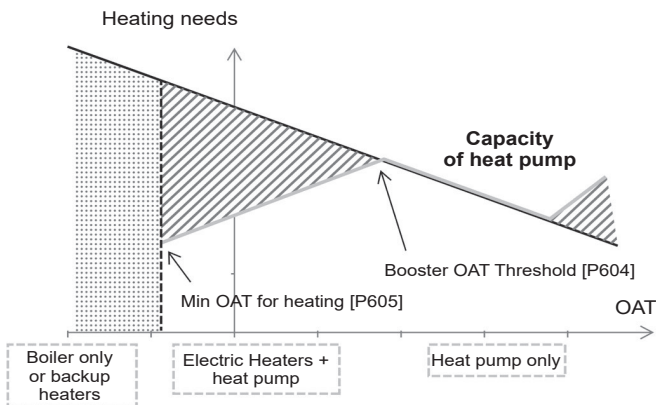 Heating needs
Capacity
of heat pump
Booster OAT Threshold [P604]
Min OAT for heating [P605]
OAT
Boiler only
or backup
heaters
Electric Heaters +
heat pump
Heat pump only